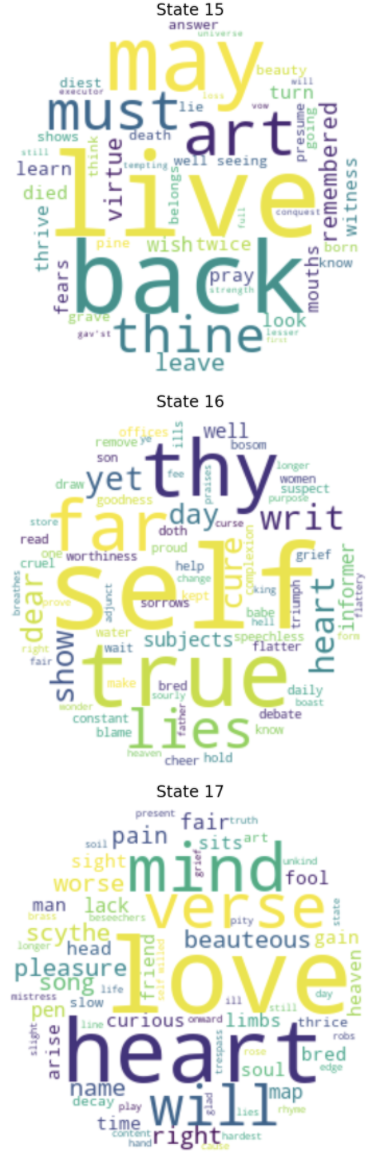 State 15
answer
universe
may
beauty
diest
will
executor
loss
turn
must
lie
vow
art
shows
death
presume
going
remembered
still
think
tempting
well seeing
learn
virtue
belongs
live
full
witness
died
conquest
thrive
pine
wish twice
born
know
back
pray
mouths
fears
strength
grave
look
gav'st
thine
lesser
first
leave
State 16
offices
ills
well
remove
ye
bosom
son
thy
longer
yet
fee
praises
women
draw
suspect
goodness
purpose
far
day
curse
writ
store
doth
read
one
proud
cure
complexion
worthiness
grief
cruel
help
informer
breathes
dear
self
change
king
triumph
heart
flattery
prove
adjunct
kept
sorrows
babe
hell
water
subjects
speechless
form
right
show
wait
flatter
fair
true
make
bred
daily
sourly
boast
wonder
father
constant
lies
debate
blame
know
heaven
cheer
hold
State 17
present
fair
truth
soil
pain
sits
art
sight
mind
grief
unkind
worse
fool
man
lack
verse
state
brass
beseechers
pity
scythe
friend
self willed
beauteous
gain
longer
head
love
heaven
pleasure
song
mistress
life
ill
day
slow
still
pen
line
curious
onward
limbs
thrice
robs
slight
arise
heart
trespass
rose
bred
edge
soul
name
will
glad
map
decay
play
lies
rhyme
time
content
right
hardest
hand
cause